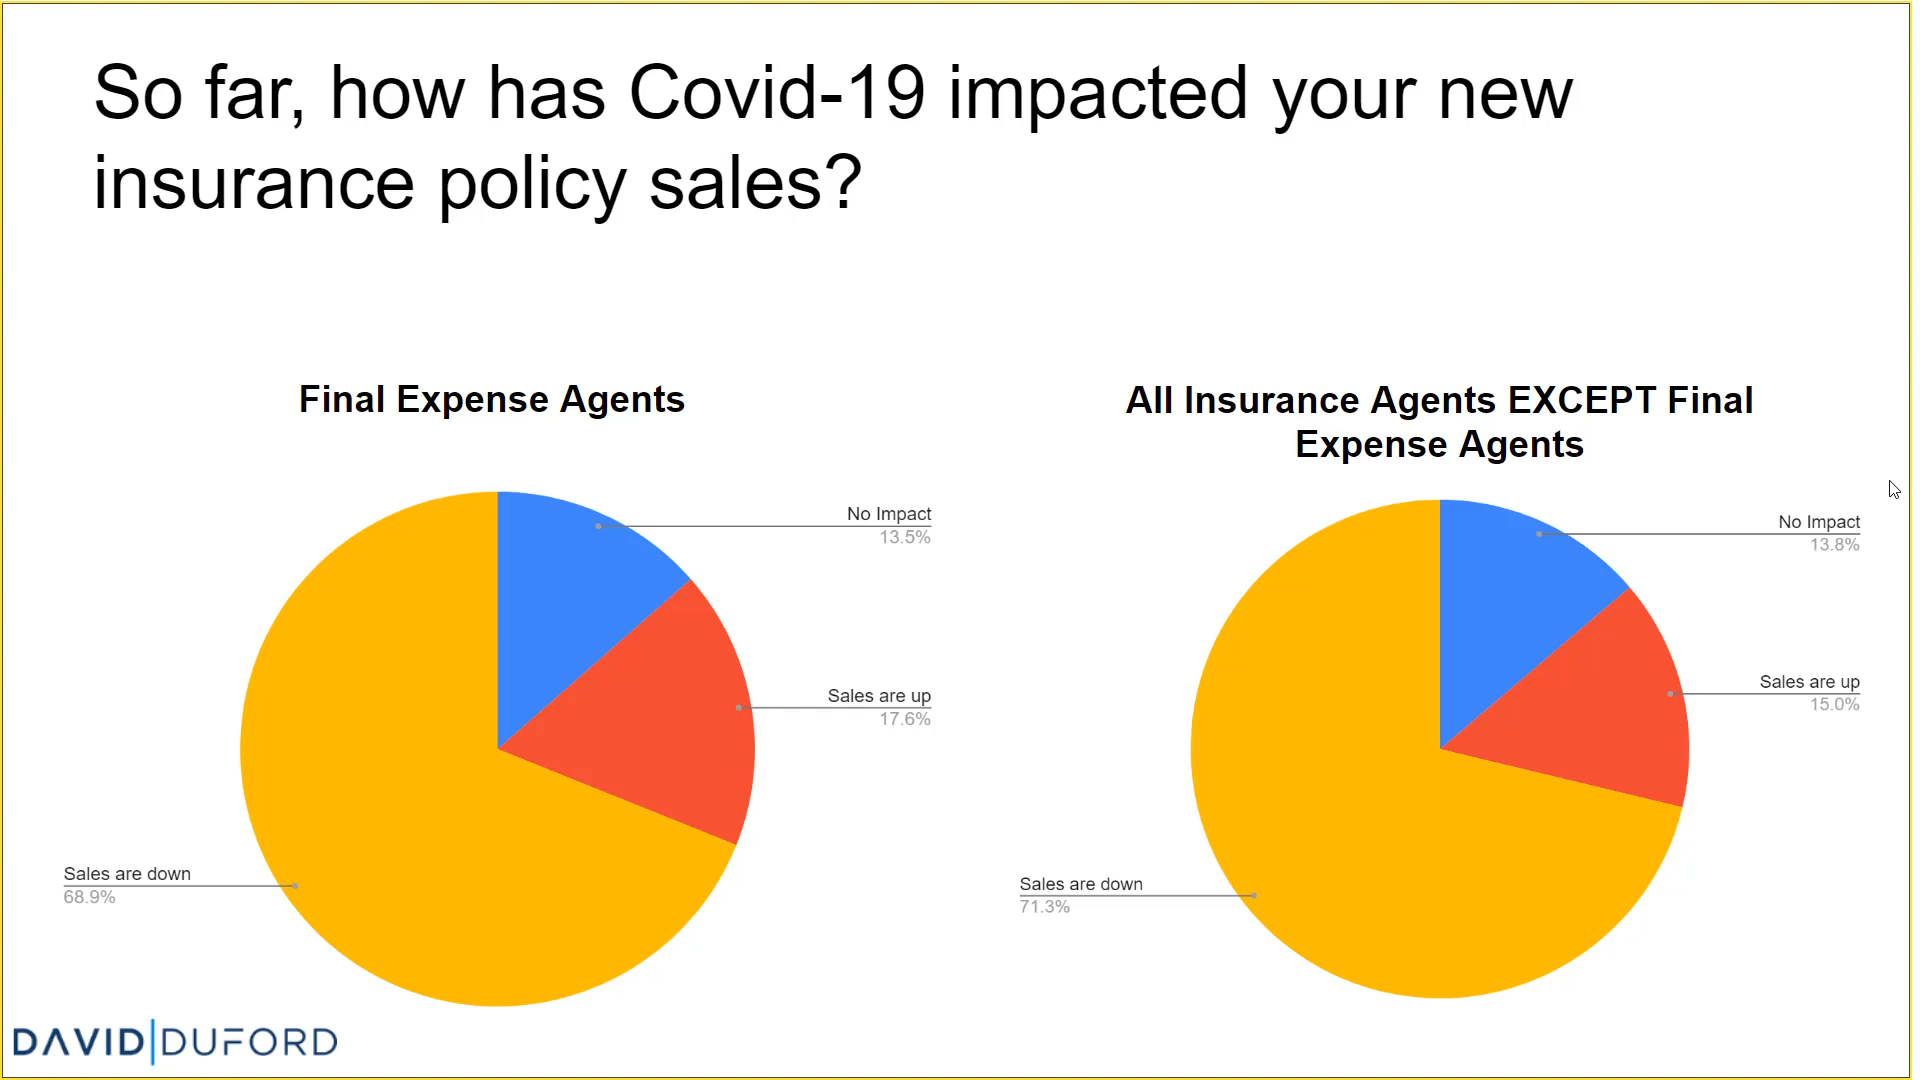 So far, how has Covid-19 impacted your new
insurance policy sales?
Final Expense Agents
No Impact
13.5%
Sales are up
17.6%
Sales are down
68.9%
All Insurance Agents EXCEPT Final
Expense Agents
No Impact
13.8%
Sales are up
15.0%
Sales are down
71.3%
DAVID|DUFORD